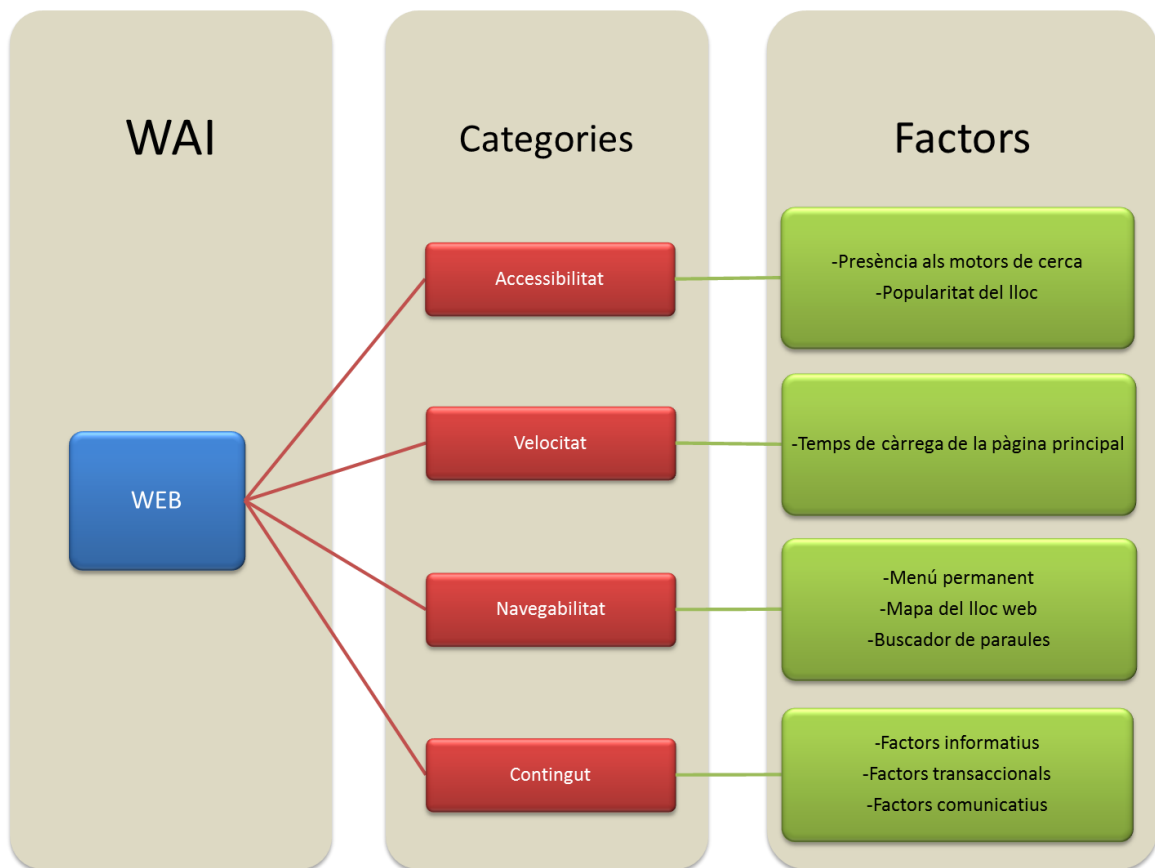 WAI
Categories
Factors
WEB
Accessibilitat
-Presència als motors de cerca
-Popularitat del lloc
Velocitat
-Temps de càrrega de la pàgina principal
Navegabilitat
-Menú permanent
-Mapa del lloc web
-Buscador de paraules
Contingut
-Factors informatius
-Factors transaccionals
-Factors comunicatius